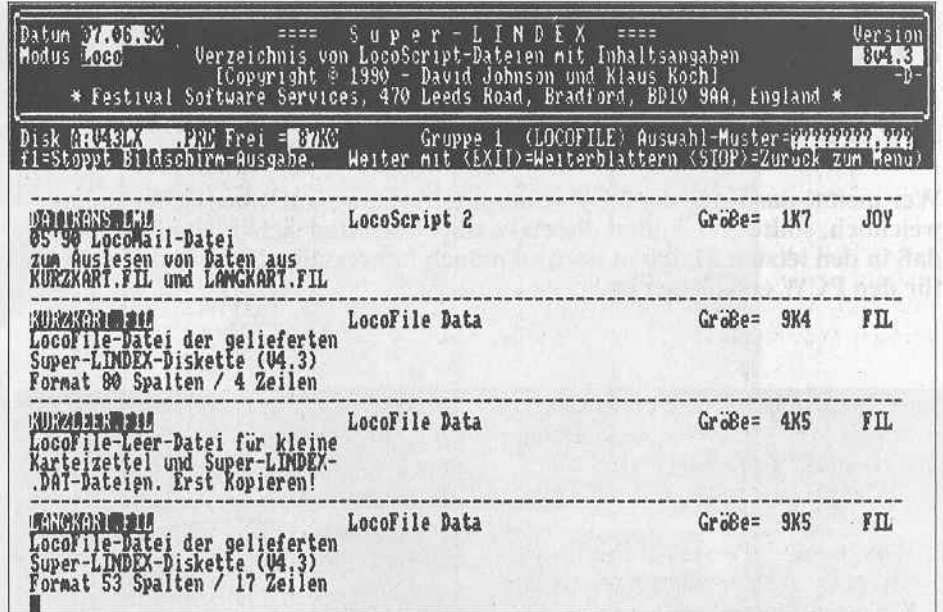 Datum 07.06.90 ==== S u p e r - L I N D E X ==== Version
Modus Loco Verzeichnis von LocoScript-Dateien mit Inhaltsangaben 8V4.3
[Copyright © 1990 - David Johnson und Klaus Koch] -D-
* Festival Software Services, 470 Leeds Road, Bradford, BD10 9AA, England *
Disk A:V43LX .PRD Frei = 87K0 Gruppe 1 (LOCOFILE) Auswahl-Muster=????????.???
f1=Stoppt Bildschirm-Ausgabe. Weiter mit (EXIT)=Weiterblattern (STOP)=Zuruck zum Menu)
DATTRANS.LML LocoScript 2 Größe= 1K7 JOY
05'90 LocoMail-Datei
zum Auslesen von Daten aus
KURZKART.FIL und LANGKART.FIL
KURZKART.FIL LocoFile Data Größe= 9K4 FIL
LocoFile-Datei der gelieferten
Super-LINDEX-Diskette (V4.3)
Format 80 Spalten / 4 Zeilen
KURZLEER.FIL LocoFile Data Größe= 4K5 FIL
LocoFile-Leer-Datei für kleine
Karteizettel und Super-LINDEX-
.DAT-Dateien. Erst Kopieren!
LANGKART.FIL LocoFile Data Größe= 9K5 FIL
LocoFile-Datei der gelieferten
Super-LINDEX-Diskette (V4.3)
Format 53 Spalten / 17 Zeilen